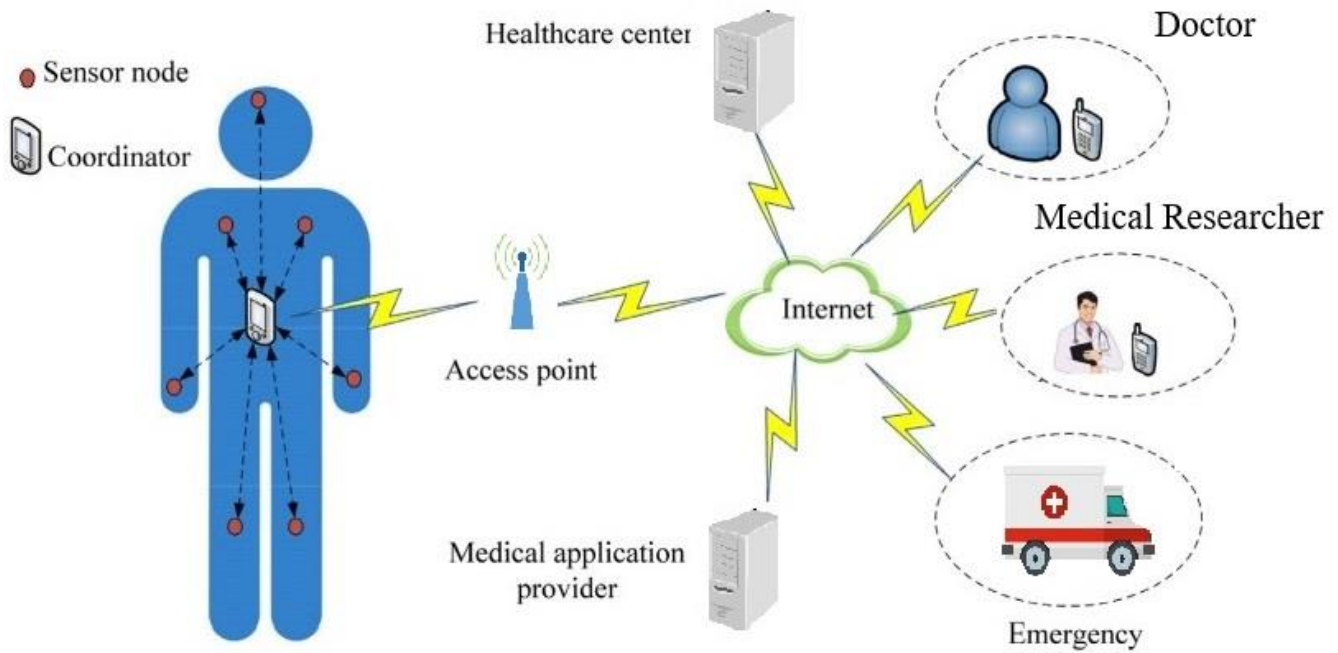 Sensor node
Coordinator
Healthcare center
Doctor
Medical Researcher
Internet
Access point
Medical application
provider
Emergency